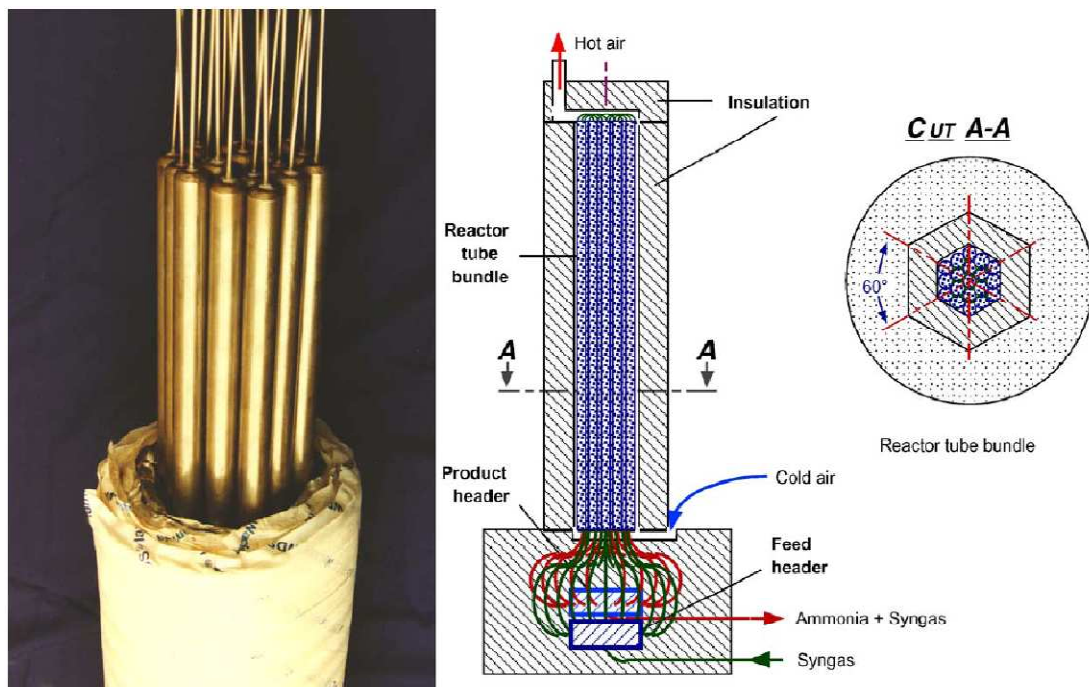 Hot air
Insulation
CUT A-A
Reactor
tube
bundle
60°
A A
Reactor tube bundle
Product
header
Cold air
Feed
header
Ammonia + Syngas
Syngas